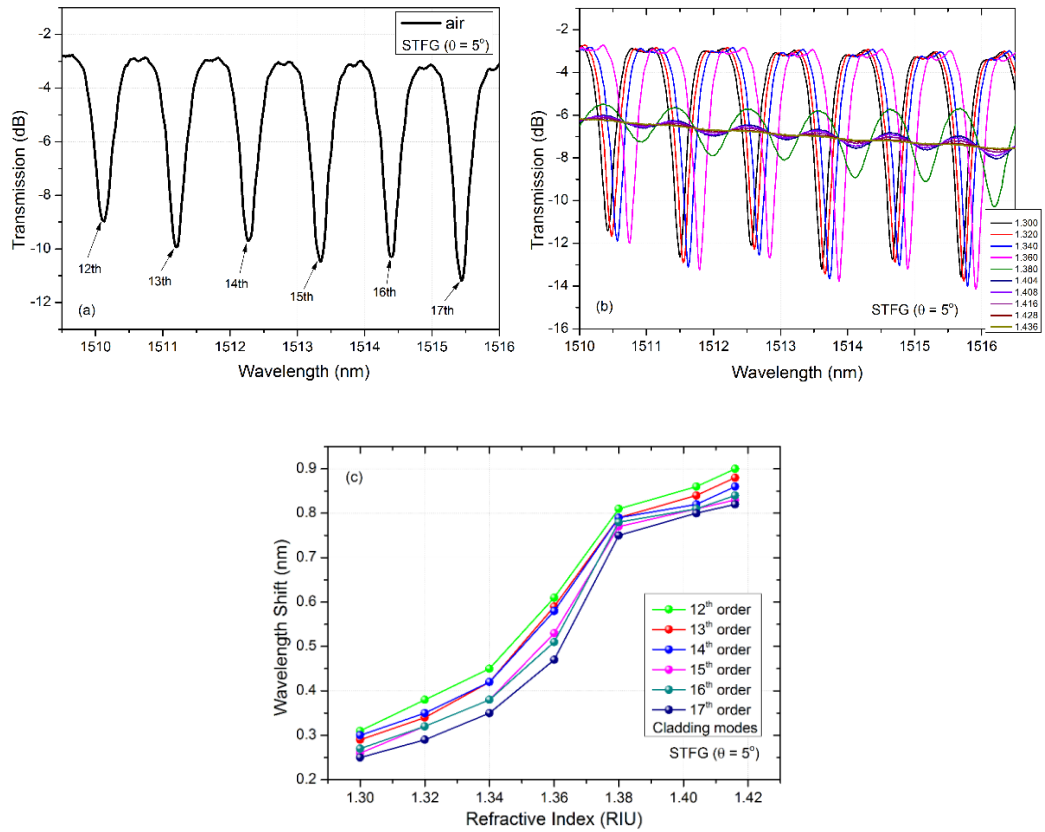 air
STFG (θ = 5°)
-2
-4
-6
-8
-10
-12
Transmission (dB)
12th
13th
14th
15th
16th
17th
(a)
1510 1511 1512 1513 1514 1515 1516
Wavelength (nm)
(b)
-2
-4
-6
-8
-10
-12
-14
-16
Transmission (dB)
1.300
1.320
1.340
1.360
1.380
1.404
1.408
1.416
1.428
1.436
STFG (θ = 5°)
1510 1511 1512 1513 1514 1515 1516
Wavelength (nm)
(c)
0.9
0.8
0.7
0.6
0.5
0.4
0.3
0.2
Wavelength Shift (nm)
12th order
13th order
14th order
15th order
16th order
17th order
Cladding modes
STFG (θ = 5°)
1.30 1.32 1.34 1.36 1.38 1.40 1.42
Refractive Index (RIU)